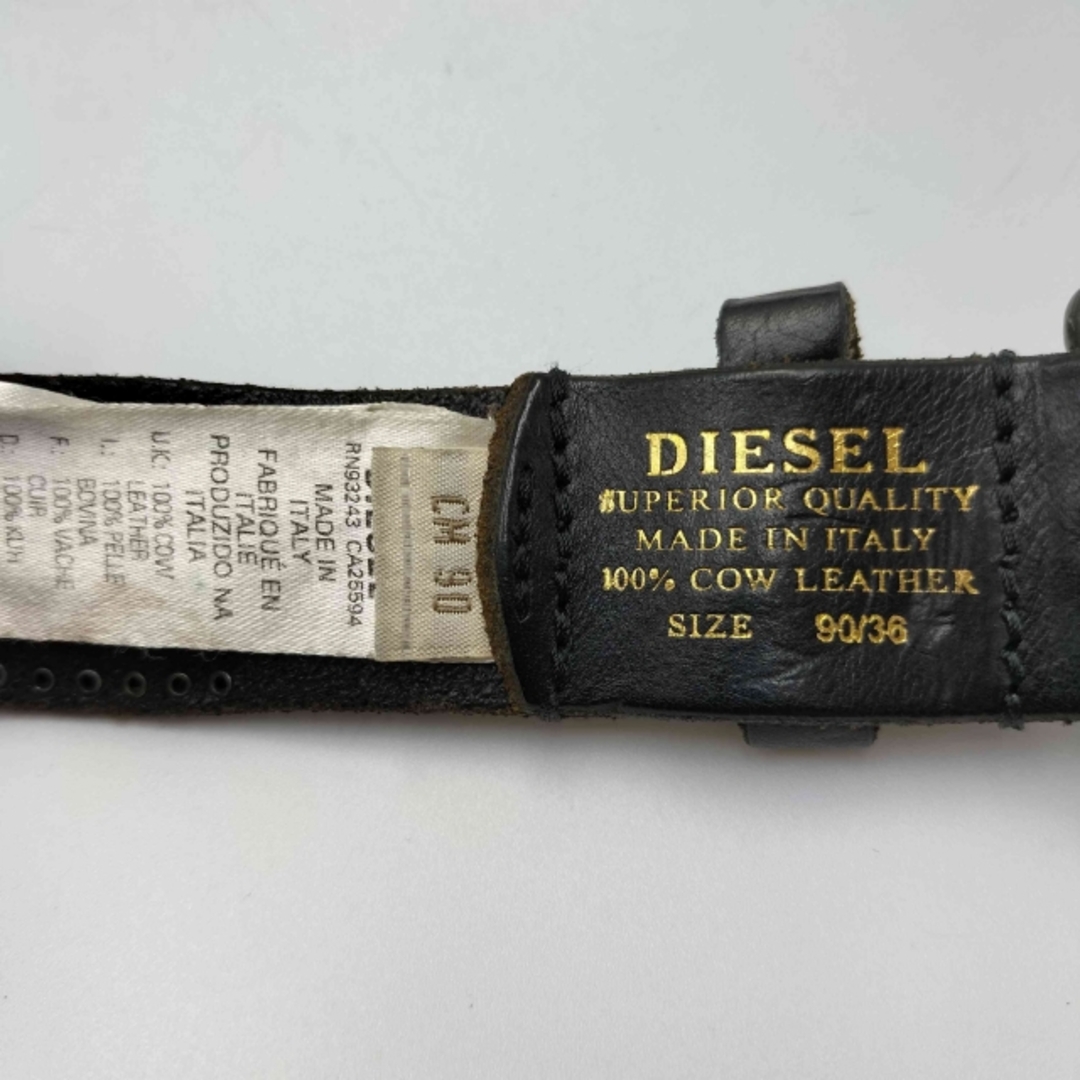 DIESEL
SUPERIOR QUALITY
MADE IN ITALY
100% COW LEATHER
SIZE 90/36
CM 90
RN93243 CA25594
MADE IN
ITALY
FABRIQUÉ EN
ITALIE
PRODUZIDO NA
ITALIA
U.K: 100% COW
LEATHER
I.: 100% PELLE
BOVINA
F.: 100% VACHE
CUIR
D: 100%